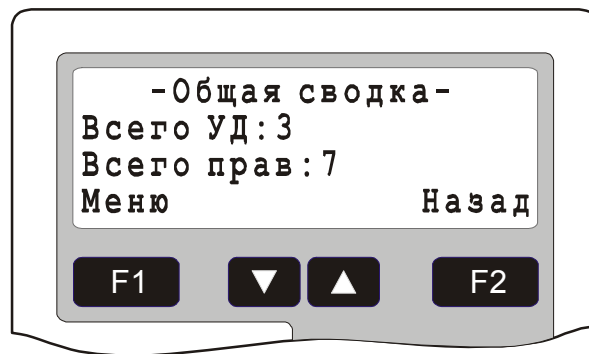 -Общая сводка-
Всего УД:3
Всего прав:7
Меню Назад
F1 ▼ ▲ F2